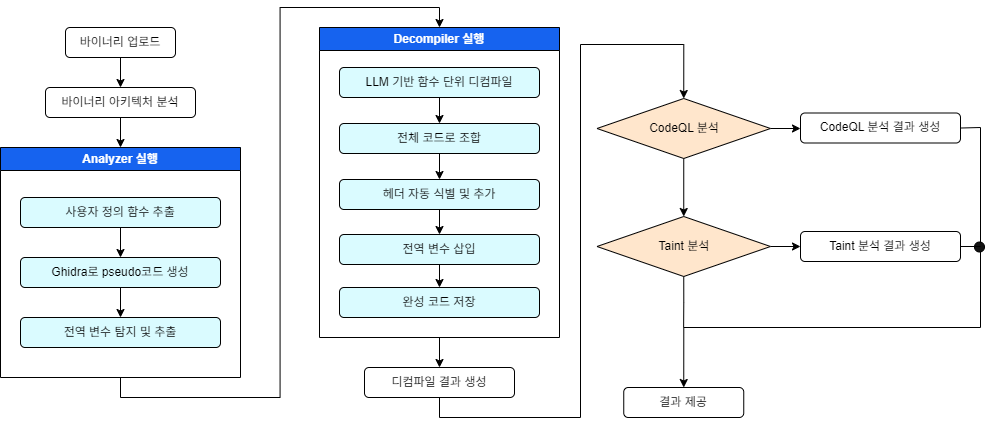 바이너리 업로드
바이너리 아키텍처 분석
Analyzer 실행
사용자 정의 함수 추출
Ghidra로 pseudo코드 생성
전역 변수 탐지 및 추출
Decompiler 실행
LLM 기반 함수 단위 디컴파일
전체 코드로 조합
헤더 자동 식별 및 추가
전역 변수 삽입
완성 코드 저장
디컴파일 결과 생성
CodeQL 분석
CodeQL 분석 결과 생성
Taint 분석
Taint 분석 결과 생성
결과 제공